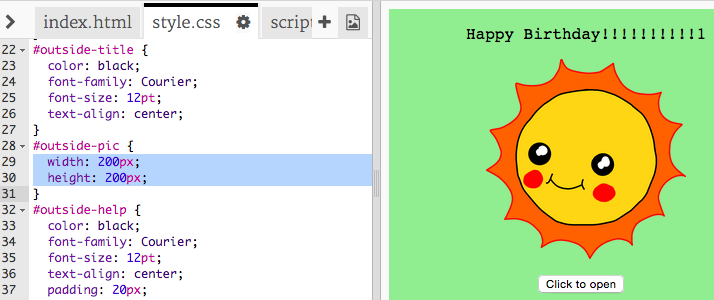 index.html style.css script
22 #outside-title {
23 color: black;
24 font-family: Courier;
25 font-size: 12pt;
26 text-align: center;
27 }
28 #outside-pic {
29 width: 200px;
30 height: 200px;
31 }
32 #outside-help {
33 color: black;
34 font-family: Courier;
35 font-size: 12pt;
36 text-align: center;
37 padding: 20px;
Happy Birthday!!!!!!!!!!!1
Click to open